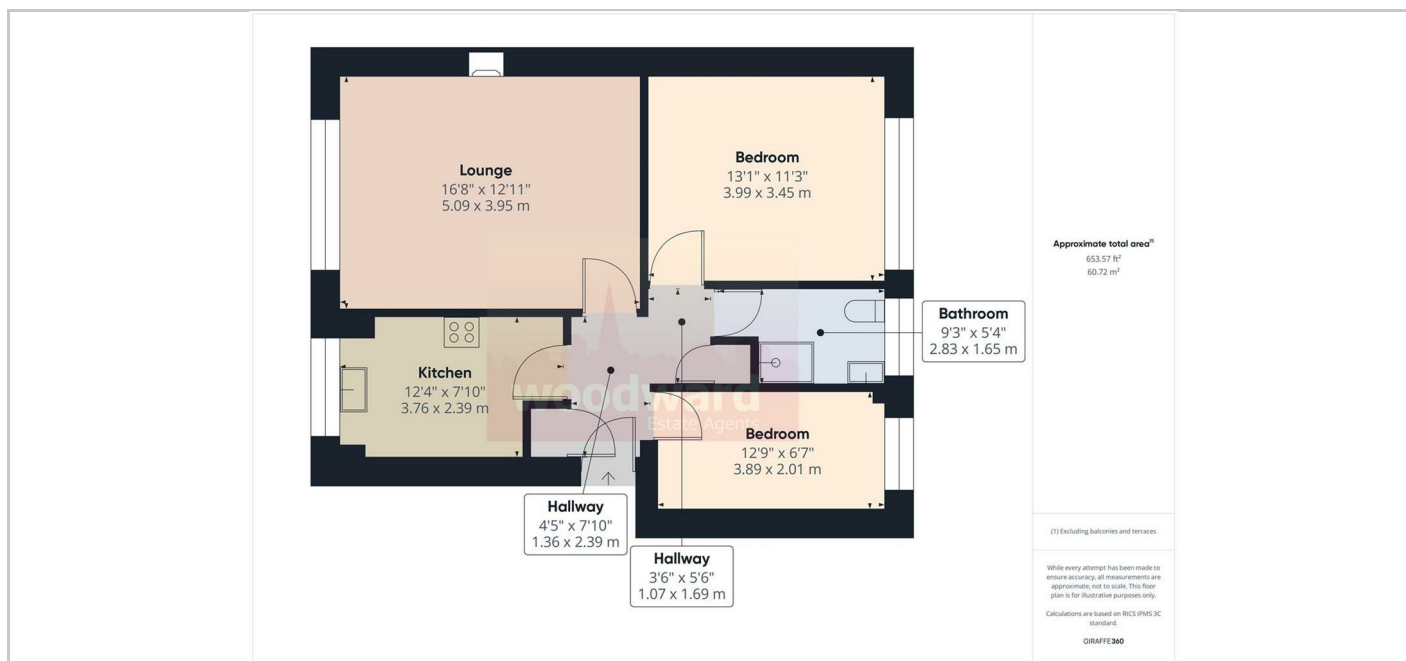 Lounge
16'8" x 12'11"
5.09 x 3.95 m
Bedroom
13'1" x 11'3"
3.99 x 3.45 m
Approximate total area(1)
653.57 ft²
60.72 m²
Bathroom
9'3" x 5'4"
2.83 x 1.65 m
Kitchen
12'4" x 7'10"
3.76 x 2.39 m
woodward
Estate Agents
Bedroom
12'9" x 6'7"
3.89 x 2.01 m
Hallway
4'5" x 7'10"
1.36 x 2.39 m
Hallway
3'6" x 5'6"
1.07 x 1.69 m
(1) Excluding balconies and terraces
While every attempt has been made to
ensure accuracy, all measurements are
approximate, not to scale. This floor
plan is for illustrative purposes only.
Calculations are based on RICS IPMS 3C
standard.
GIRAFFE360